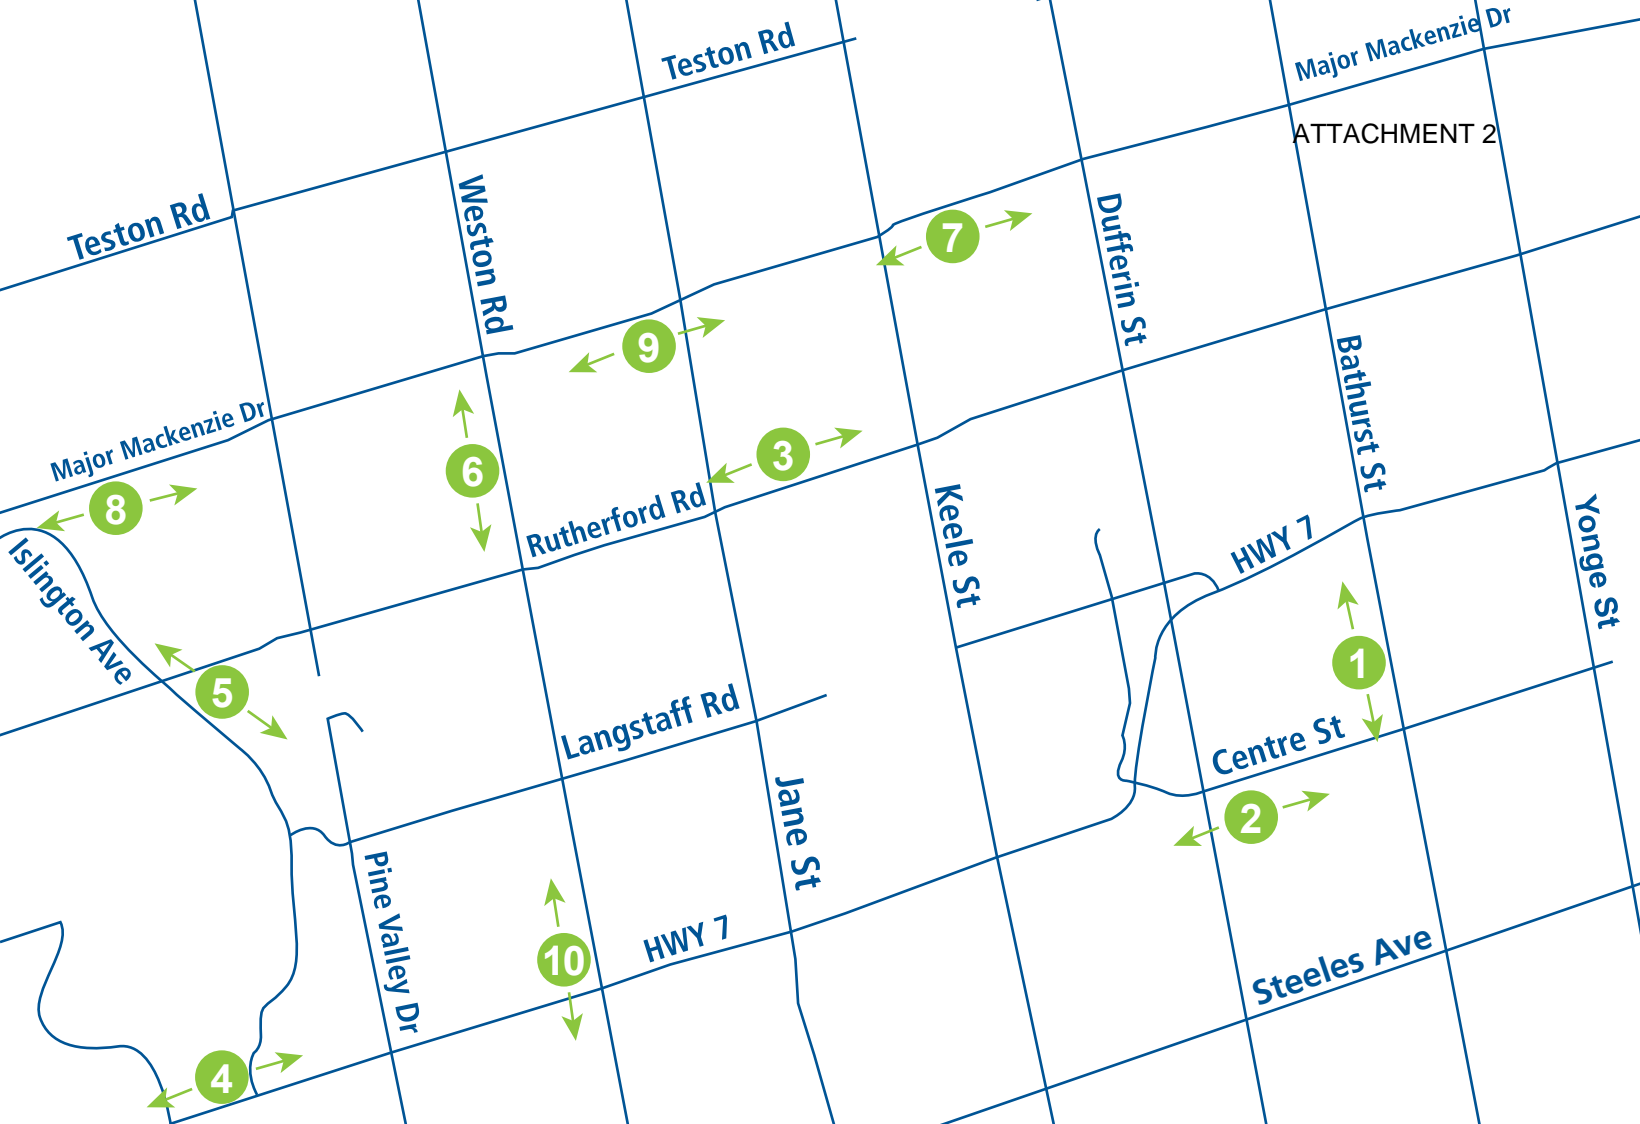 Teston Rd
Major Mackenzie Dr
ATTACHMENT 2
Teston Rd
Weston Rd
Dufferin St
7
9
Bathurst St
Major Mackenzie Dr
6
3
8
Rutherford Rd
Keele St
HWY 7
Yonge St
Islington Ave
5
1
Langstaff Rd
Centre St
Jane St
2
Pine Valley Dr
HWY 7
10
Steeles Ave
4